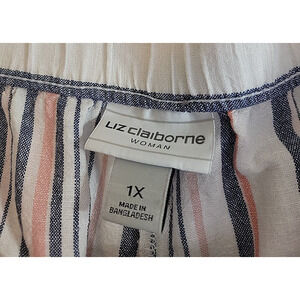 Liz claiborne
WOMAN
1X
MADE IN
BANGLADESH